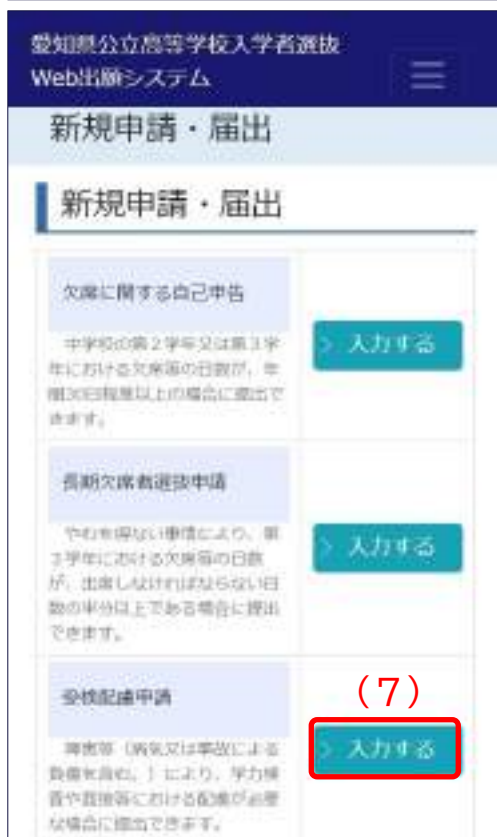 愛知県公立高等学校入学者選抜
Web出願システム
新規申請・届出
新規申請・届出
欠席に関する自己申告
中学校の第2学年又は第3学
年における欠席等の日数が、年
間30日程度以上の場合に提出で
きます。
> 入力する
長期欠席者選抜申請
やむを得ない事情により、第
3学年における欠席等の日数
が、出席しなければならない日
数の半分以上である場合に提出
できます。
> 入力する
受検配慮申請
(7)
障害等（病気又は事故による
負傷を含む。）により、学力検
査や面接等における配慮が必要
な場合に提出できます。
> 入力する